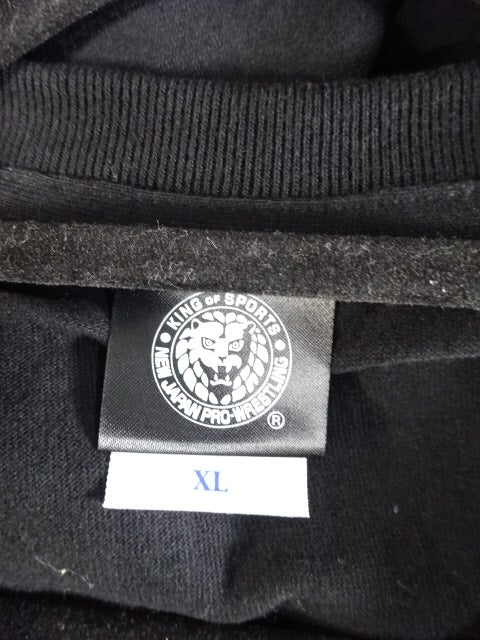 KING OF SPORTS
NEW JAPAN PRO-WRESTLING
®
XL